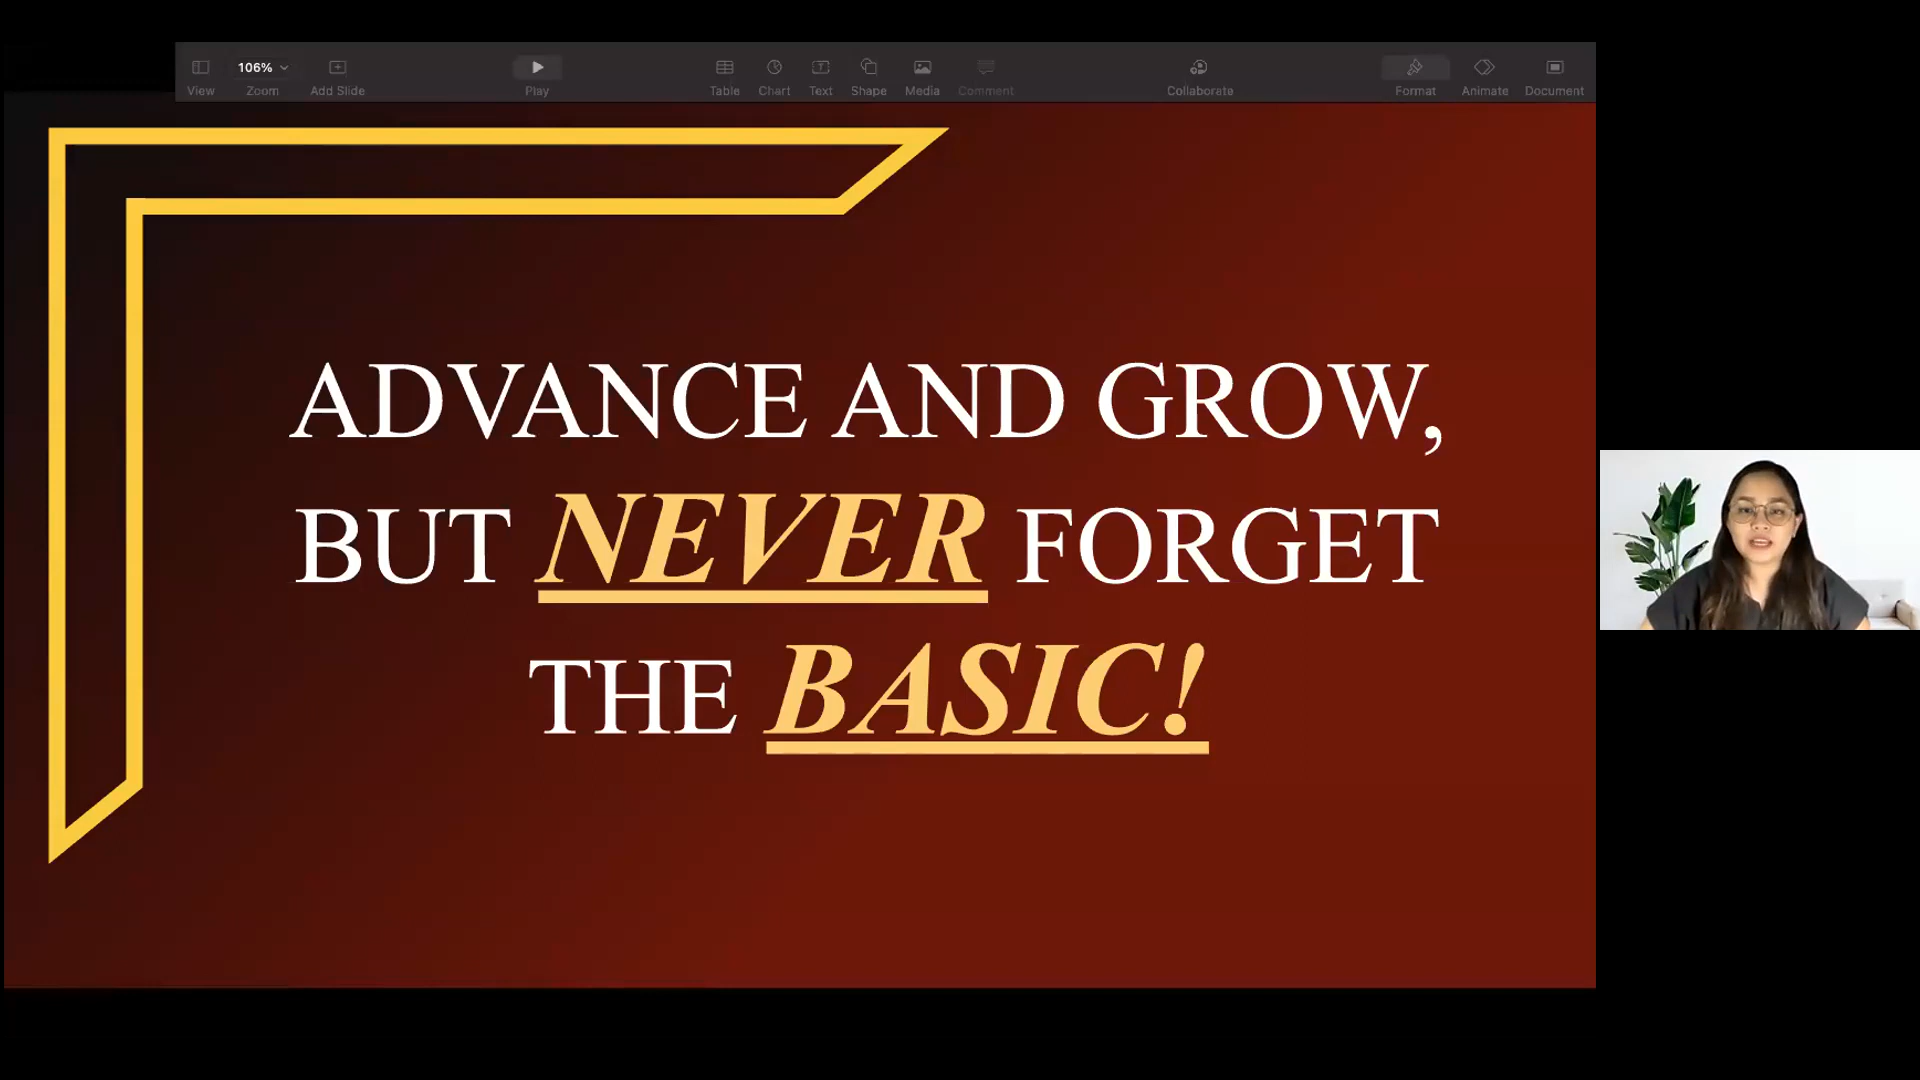 106%
View
Zoom
Add Slide
Play
Table
Chart
Text
Shape
Media
Comment
Collaborate
Format
Animate
Document
ADVANCE AND GROW,
BUT NEVER FORGET
THE BASIC!